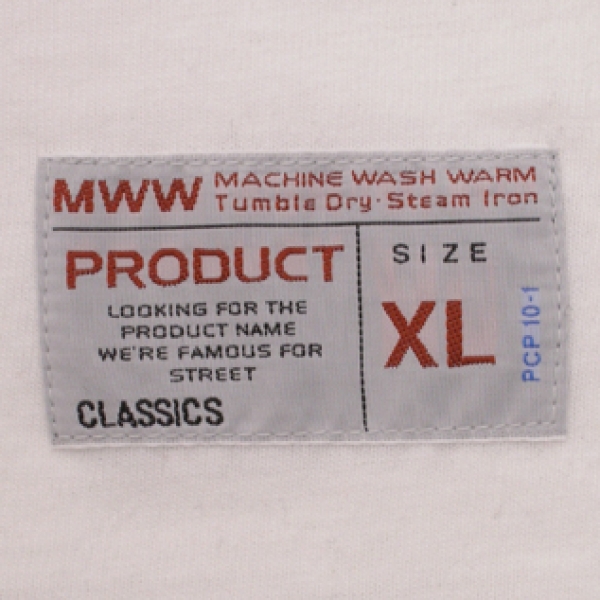 MWW MACHINE WASH WARM
Tumble Dry·Steam Iron
PRODUCT
LOOKING FOR THE
PRODUCT NAME
WE'RE FAMOUS FOR
STREET
CLASSICS
SIZE
XL
PCP 10-1